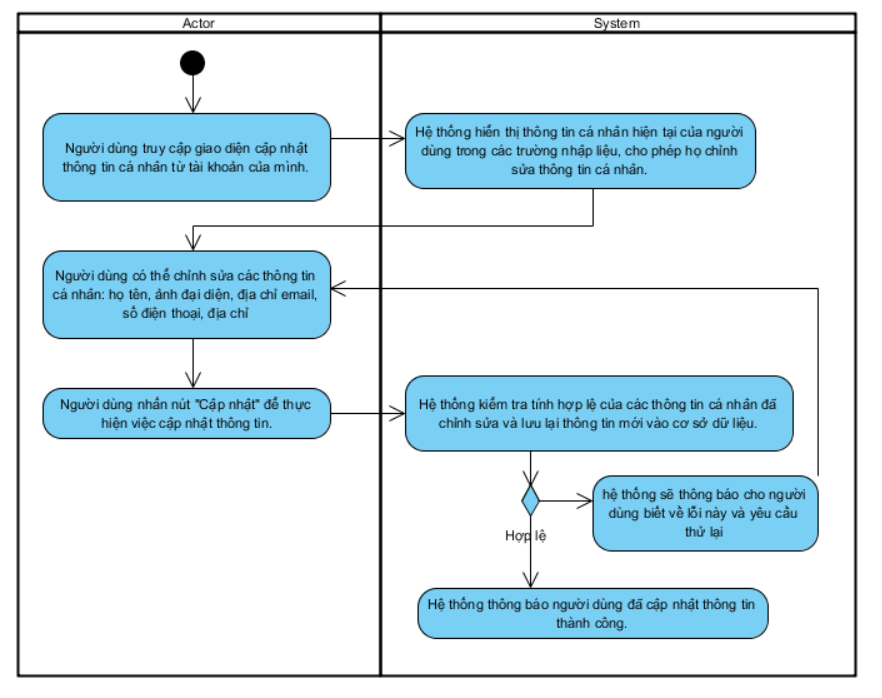 Actor
System
Người dùng truy cập giao diện cập nhật
thông tin cá nhân từ tài khoản của mình.
Hệ thống hiển thị thông tin cá nhân hiện tại của người
dùng trong các trường nhập liệu, cho phép họ chỉnh
sửa thông tin cá nhân.
Người dùng có thể chỉnh sửa các thông tin
cá nhân: họ tên, ảnh đại diện, địa chỉ email,
số điện thoại, địa chỉ
Người dùng nhấn nút "Cập nhật" để thực
hiện việc cập nhật thông tin.
Hệ thống kiểm tra tính hợp lệ của các thông tin cá nhân đã
chỉnh sửa và lưu lại thông tin mới vào cơ sở dữ liệu.
hệ thống sẽ thông báo cho người
dùng biết về lỗi này và yêu cầu
thử lại
Hợp lệ
Hệ thống thông báo người dùng đã cập nhật thông tin
thành công.